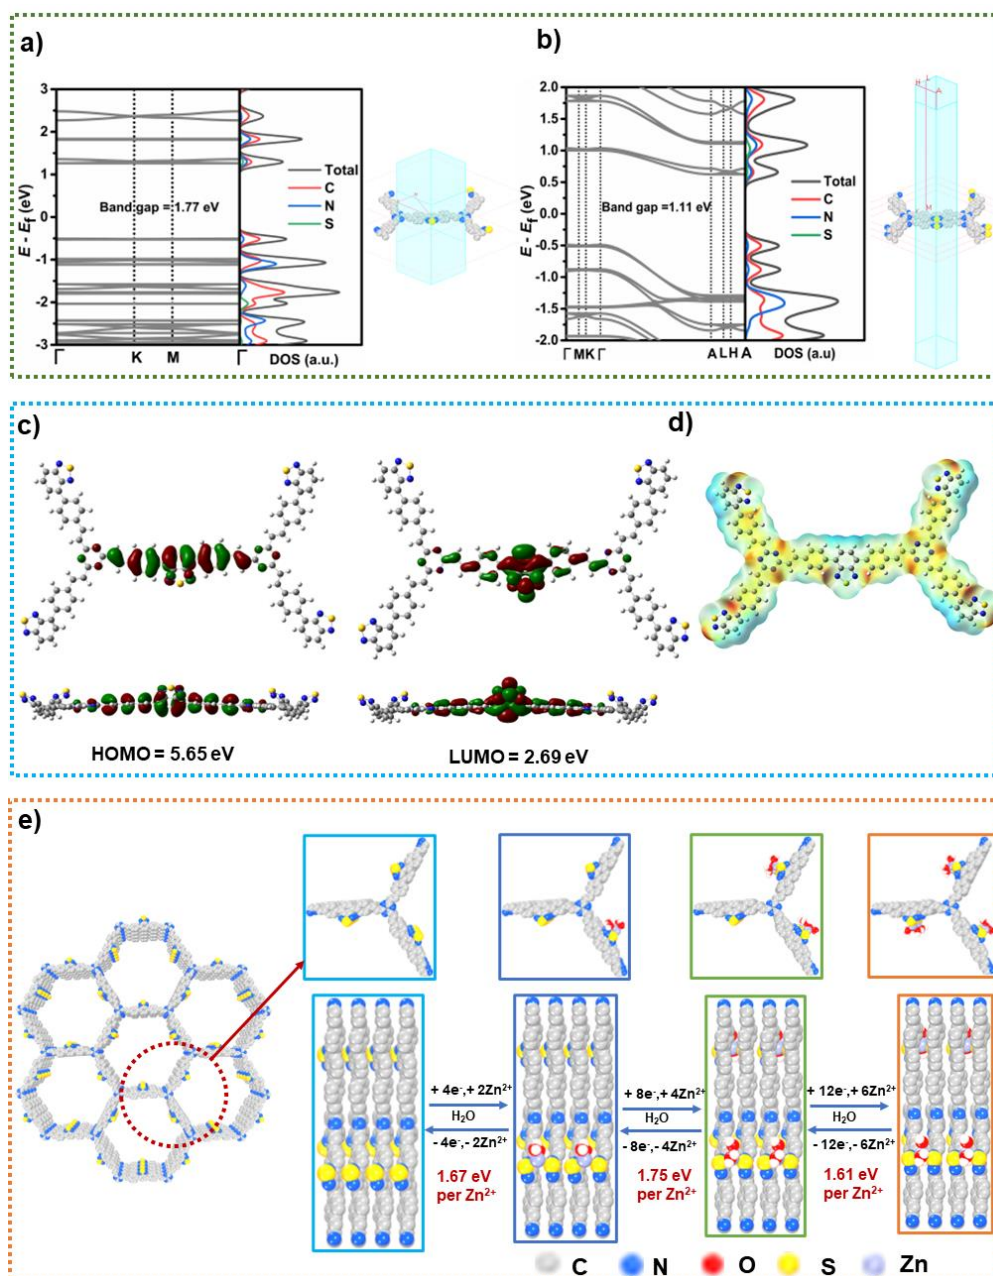 a)
3
2
1
0
-1
-2
-3
E - Ef (eV)
Band gap = 1.77 eV
Total
C
N
S
Γ K M Γ DOS (a.u.)
b)
2.0
1.5
1.0
0.5
0.0
-0.5
-1.0
-1.5
-2.0
E - Ef (eV)
Band gap =1.11 eV
Total
C
N
S
Γ MK Γ A LH A DOS (a.u.)
H L A
M
c)
HOMO = 5.65 eV
LUMO = 2.69 eV
d)
e)
+ 4e⁻,+ 2Zn²⁺
H₂O
- 4e⁻,- 2Zn²⁺
1.67 eV
per Zn²⁺
+ 8e⁻,+ 4Zn²⁺
H₂O
- 8e⁻,- 4Zn²⁺
1.75 eV
per Zn²⁺
+ 12e⁻,+ 6Zn²⁺
H₂O
- 12e⁻,- 6Zn²⁺
1.61 eV
per Zn²⁺
C N O S Zn